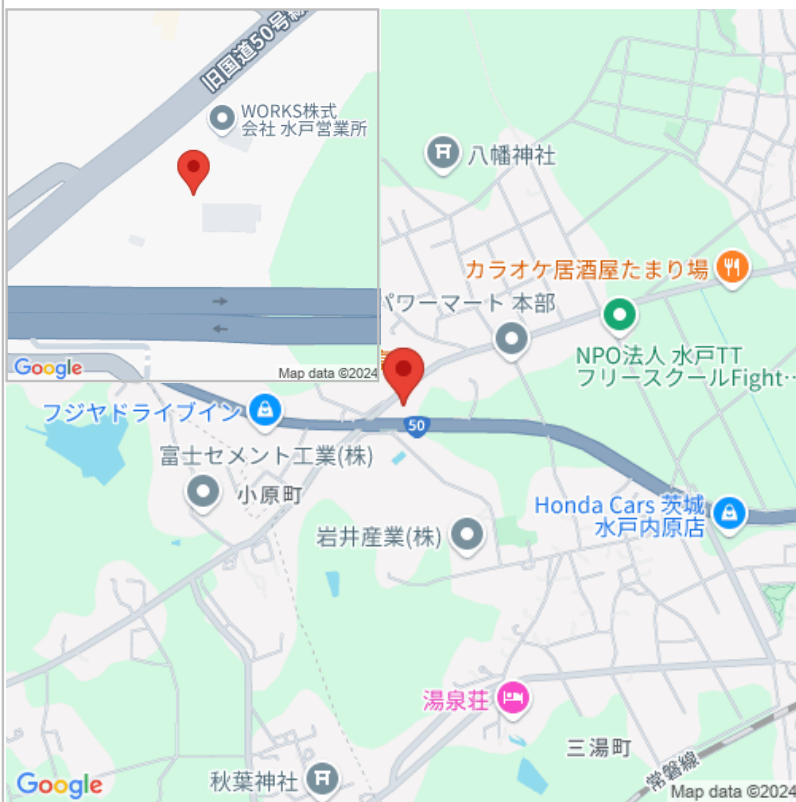 旧国道50号線
WORKS株式
会社 水戸営業所
Google
Map data ©2024
八幡神社
カラオケ居酒屋たまり場
パワーマート 本部
NPO法人 水戸TT
フリースクールFight…
フジヤドライブイン
50
富士セメント工業(株)
小原町
Honda Cars 茨城
水戸内原店
岩井産業(株)
湯泉荘
三湯町
常磐線
秋葉神社
Google
Map data ©2024